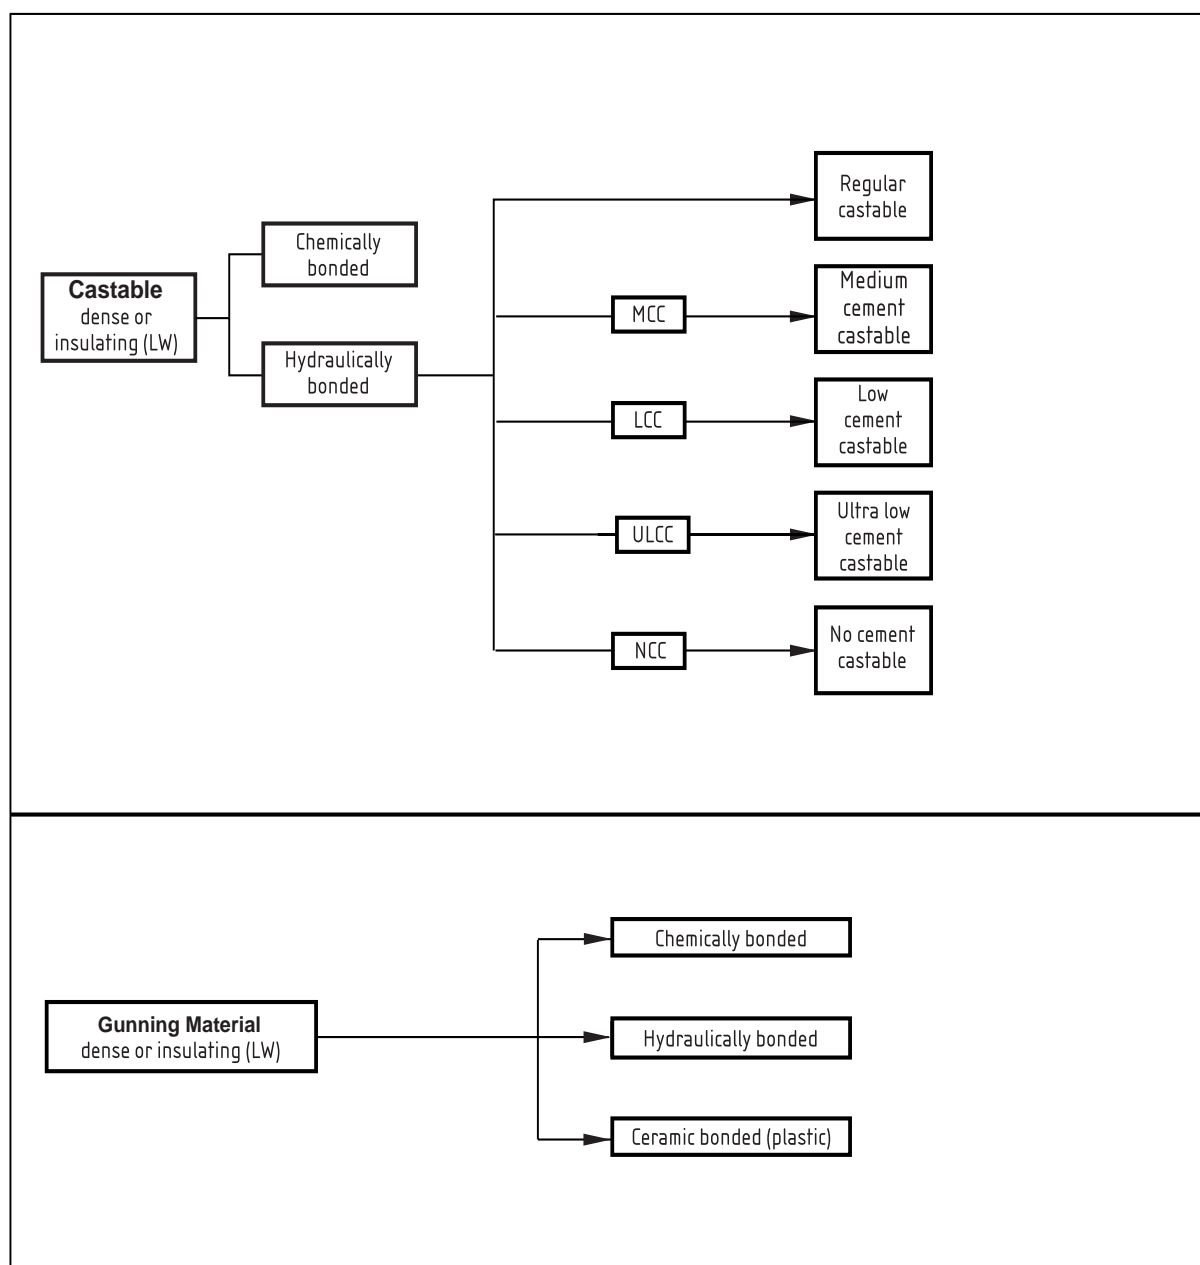 Regular
castable
Chemically
bonded
Castable
dense or
insulating (LW)
Hydraulically
bonded
MCC
Medium
cement
castable
LCC
Low
cement
castable
ULCC
Ultra low
cement
castable
NCC
No cement
castable
Chemically bonded
Gunning Material
dense or insulating (LW)
Hydraulically bonded
Ceramic bonded (plastic)